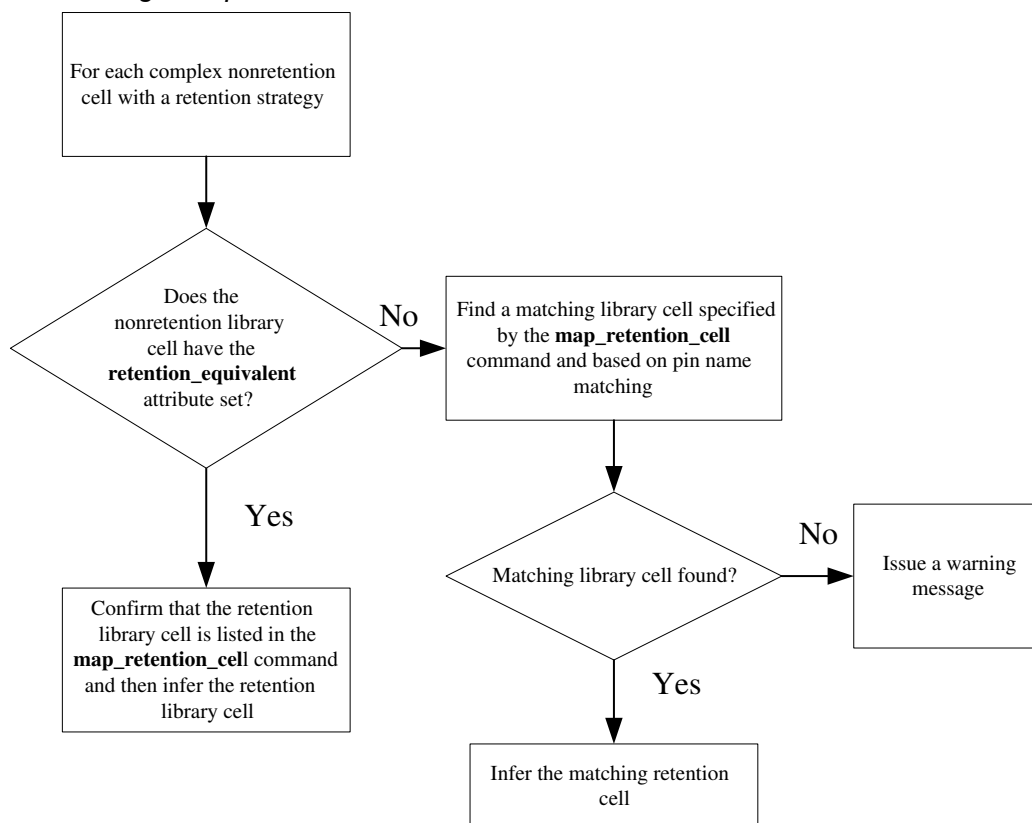 For each complex nonretention
cell with a retention strategy
Does the
nonretention library
cell have the
retention_equivalent
attribute set?
No
Find a matching library cell specified
by the map_retention_cell
command and based on pin name
matching
Yes
Confirm that the retention
library cell is listed in the
map_retention_cell command
and then infer the retention
library cell
Matching library cell found?
No
Issue a warning
message
Yes
Infer the matching retention
cell